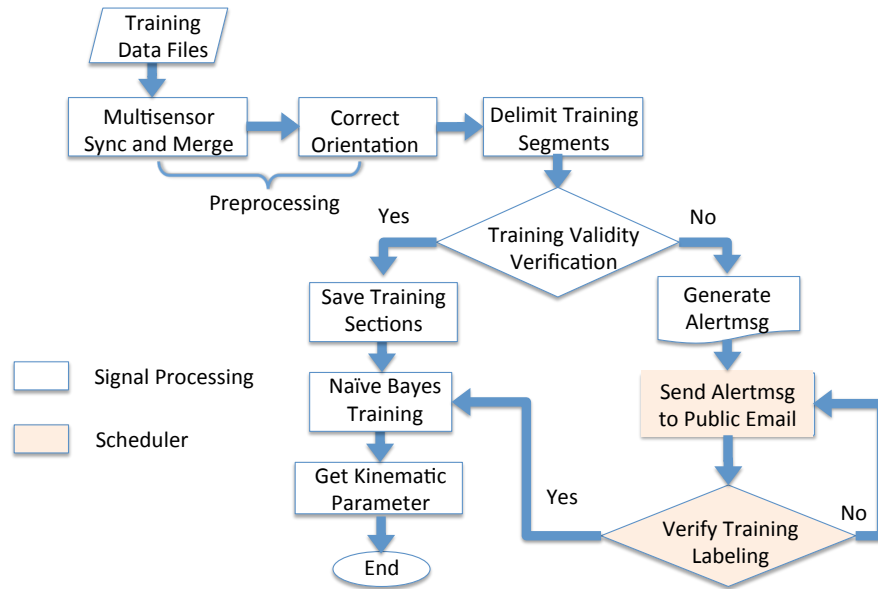 Training
Data Files
Multisensor
Sync and Merge
Correct
Orientation
Delimit Training
Segments
Preprocessing
Yes
No
Training Validity
Verification
Save Training
Sections
Generate
Alertmsg
Signal Processing
Naïve Bayes
Training
Send Alertmsg
to Public Email
Scheduler
Get Kinematic
Parameter
Yes
No
Verify Training
Labeling
End